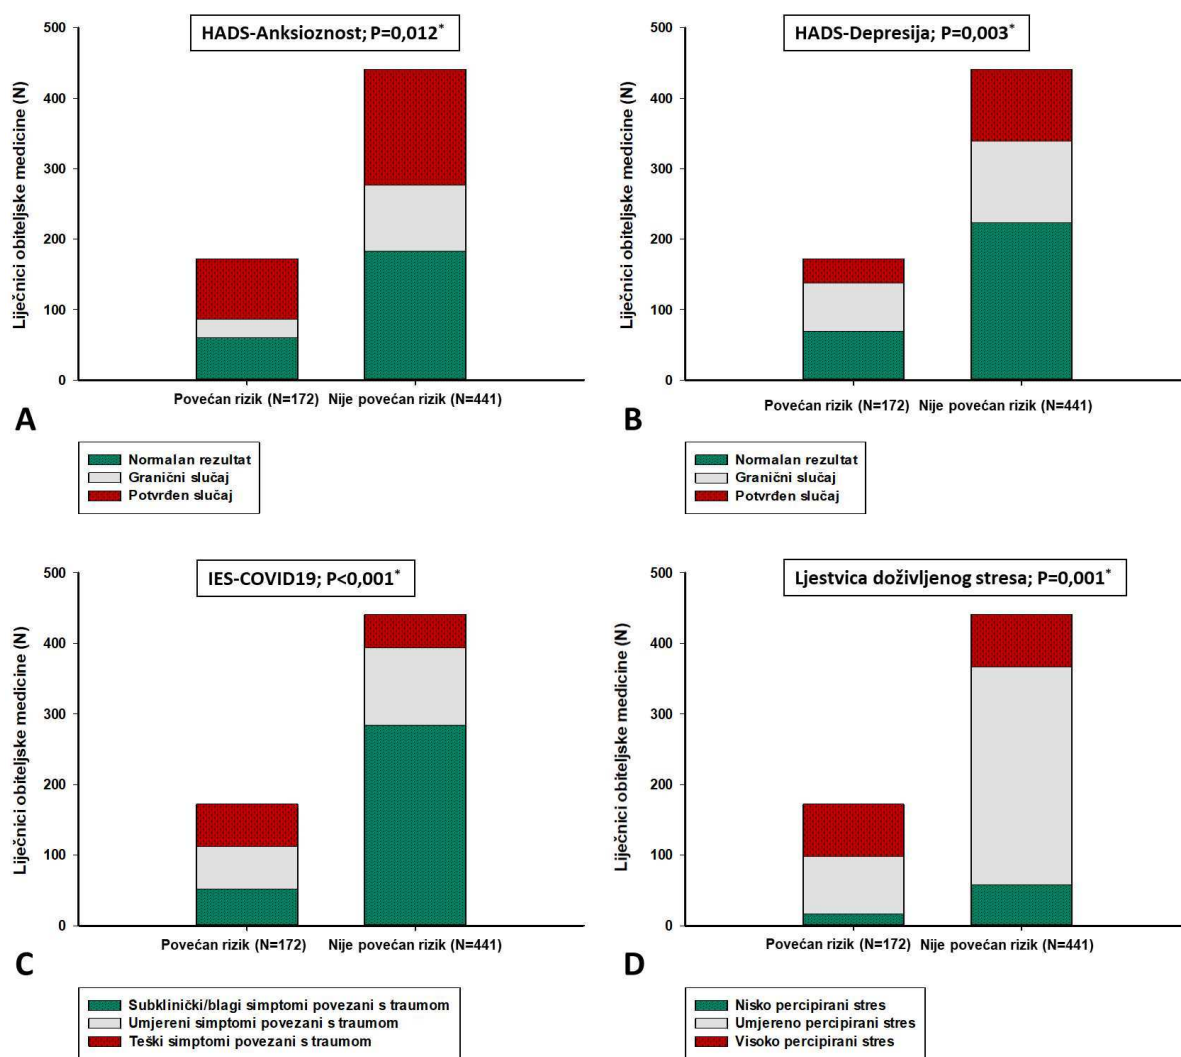 HADS-Anksioznost; P=0,012*
Liječnici obiteljske medicine (N)
500
400
300
200
100
0
Povećan rizik (N=172) Nije povećan rizik (N=441)
A
Normalan rezultat
Granični slučaj
Potvrđen slučaj
HADS-Depresija; P=0,003*
Liječnici obiteljske medicine (N)
500
400
300
200
100
0
Povećan rizik (N=172) Nije povećan rizik (N=441)
B
Normalan rezultat
Granični slučaj
Potvrđen slučaj
IES-COVID19; P<0,001*
Liječnici obiteljske medicine (N)
500
400
300
200
100
0
Povećan rizik (N=172) Nije povećan rizik (N=441)
C
Subklinički/blagi simptomi povezani s traumom
Umjereni simptomi povezani s traumom
Teški simptomi povezani s traumom
Ljestvica doživljenog stresa; P=0,001*
Liječnici obiteljske medicine (N)
500
400
300
200
100
0
Povećan rizik (N=172) Nije povećan rizik (N=441)
D
Nisko percipirani stres
Umjereno percipirani stres
Visoko percipirani stres